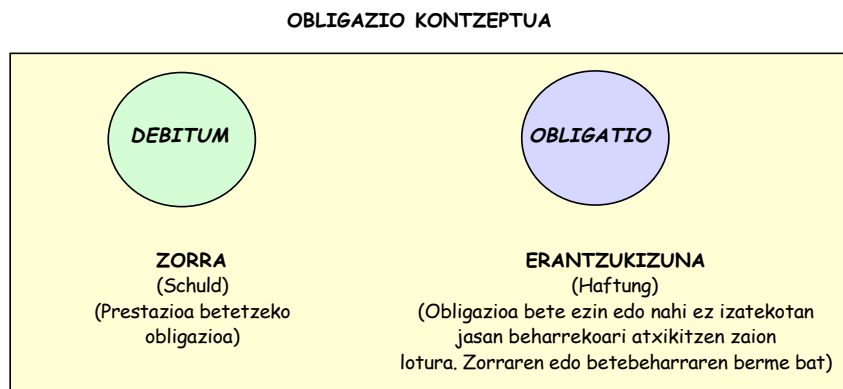 OBLIGAZIO KONTZEPTUA
DEBITUM
OBLIGATIO
ZORRA
(Schuld)
(Prestazioa betetzeko
obligazioa)
ERANTZUKIZUNA
(Haftung)
(Obligazioa bete ezin edo nahi ez izatekotan
jasan beharrekoari atxikitzen zaion
lotura. Zorraren edo betebeharraren berme bat)